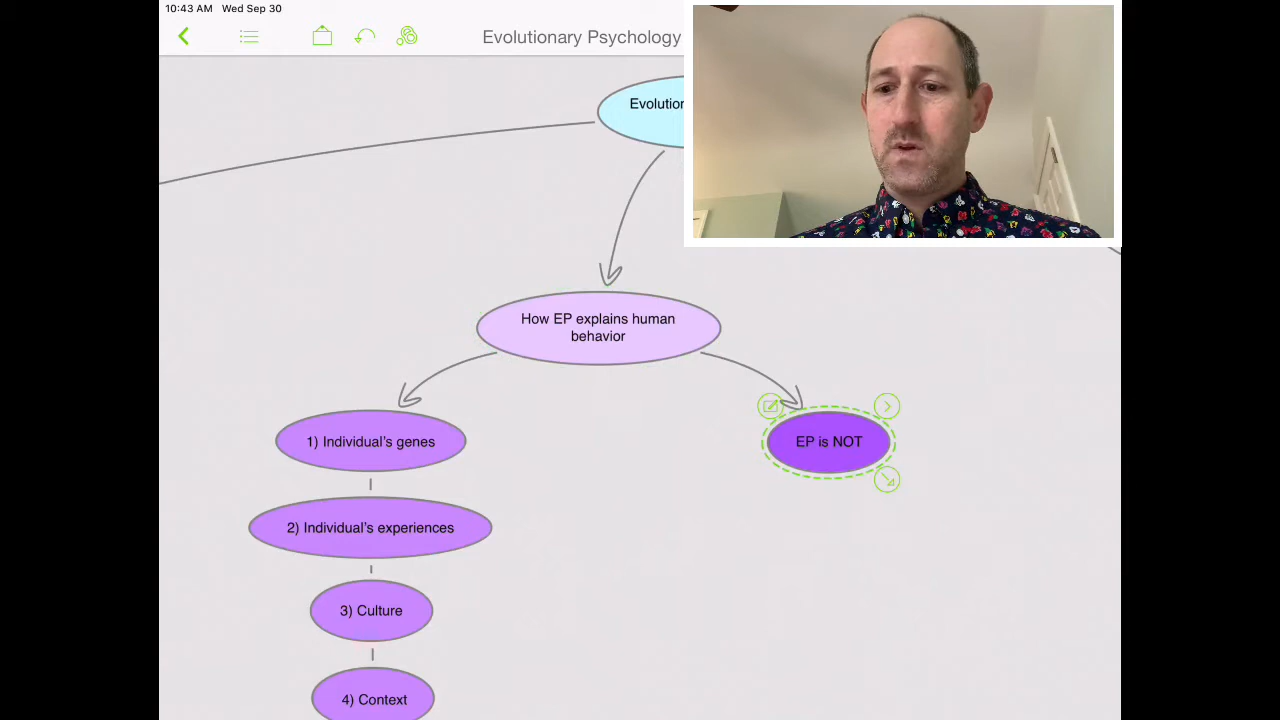 10:43 AM Wed Sep 30
Evolutionary Psychology
Evolution
How EP explains human
behavior
1) Individual's genes
EP is NOT
2) Individual's experiences
3) Culture
4) Context